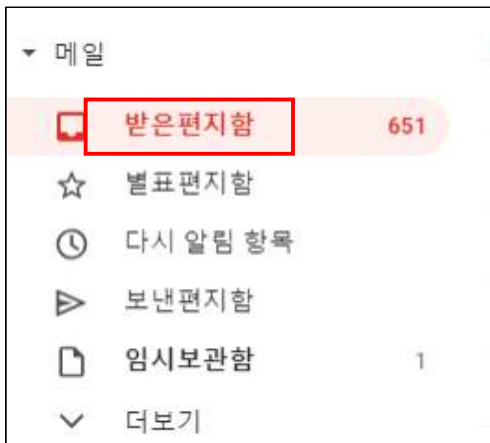 메일
받은편지함 651
별표편지함
다시 알림 항목
보낸편지함
임시보관함 1
더보기